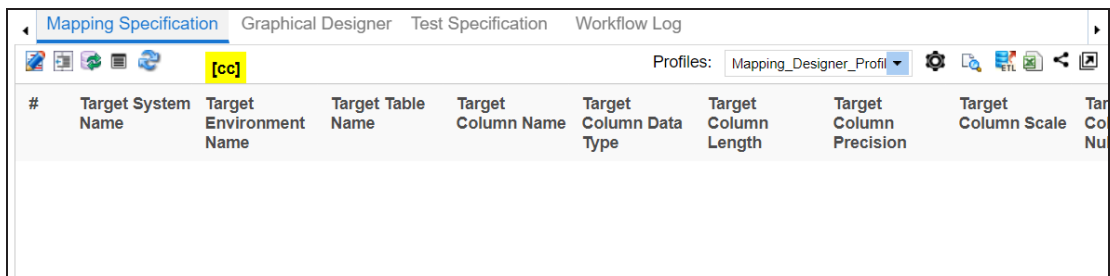 Mapping Specification Graphical Designer Test Specification Workflow Log
[cc] Profiles: Mapping_Designer_Profil
ETL
# Target System Name Target Environment Name Target Table Name Target Column Name Target Column Data Type Target Column Length Target Column Precision Target Column Scale